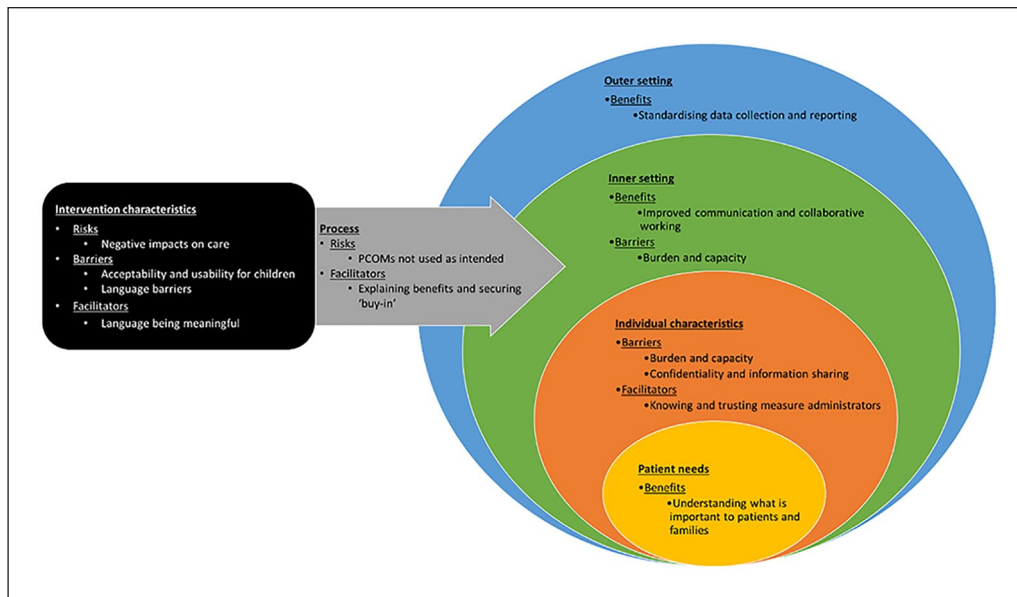 Intervention characteristics
• Risks
• Negative impacts on care
• Barriers
• Acceptability and usability for children
• Language barriers
• Facilitators
• Language being meaningful
Process
• Risks
• PCOMs not used as intended
• Facilitators
• Explaining benefits and securing
‘buy-in’
Outer setting
•Benefits
•Standardising data collection and reporting
Inner setting
•Benefits
•Improved communication and collaborative
working
•Barriers
•Burden and capacity
Individual characteristics
•Barriers
•Burden and capacity
•Confidentiality and information sharing
•Facilitators
•Knowing and trusting measure administrators
Patient needs
•Benefits
•Understanding what is
important to patients and
families